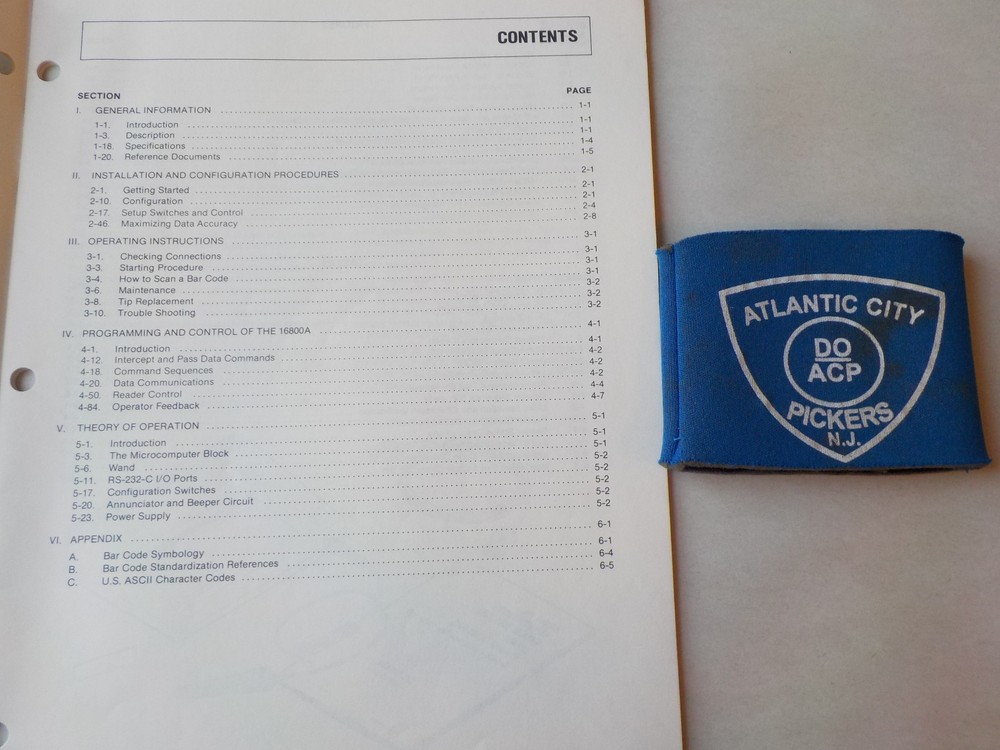 CONTENTS
SECTION PAGE
I. GENERAL INFORMATION 1-1
1-1. Introduction 1-1
1-3. Description 1-1
1-18. Specifications 1-4
1-20. Reference Documents 1-5
II. INSTALLATION AND CONFIGURATION PROCEDURES 2-1
2-1. Getting Started 2-1
2-10. Configuration 2-1
2-17. Setup Switches and Control 2-4
2-46. Maximizing Data Accuracy 2-8
III. OPERATING INSTRUCTIONS 3-1
3-1. Checking Connections 3-1
3-3. Starting Procedure 3-1
3-4. How to Scan a Bar Code 3-1
3-6. Maintenance 3-2
3-8. Tip Replacement 3-2
3-10. Trouble Shooting 3-2
IV. PROGRAMMING AND CONTROL OF THE 16800A 4-1
4-1. Introduction 4-1
4-12. Intercept and Pass Data Commands 4-2
4-18. Command Sequences 4-2
4-20. Data Communications 4-2
4-50. Reader Control 4-4
4-84. Operator Feedback 4-7
V. THEORY OF OPERATION 5-1
5-1. Introduction 5-1
5-3. The Microcomputer Block 5-1
5-6. Wand 5-2
5-11. RS-232-C I/O Ports 5-2
5-17. Configuration Switches 5-2
5-20. Annunciator and Beeper Circuit 5-2
5-23. Power Supply 5-2
VI. APPENDIX 6-1
A. Bar Code Symbology 6-1
B. Bar Code Standardization References 6-4
C. U.S. ASCII Character Codes 6-5
ATLANTIC CITY
DO
ACP
PICKERS
N.J.